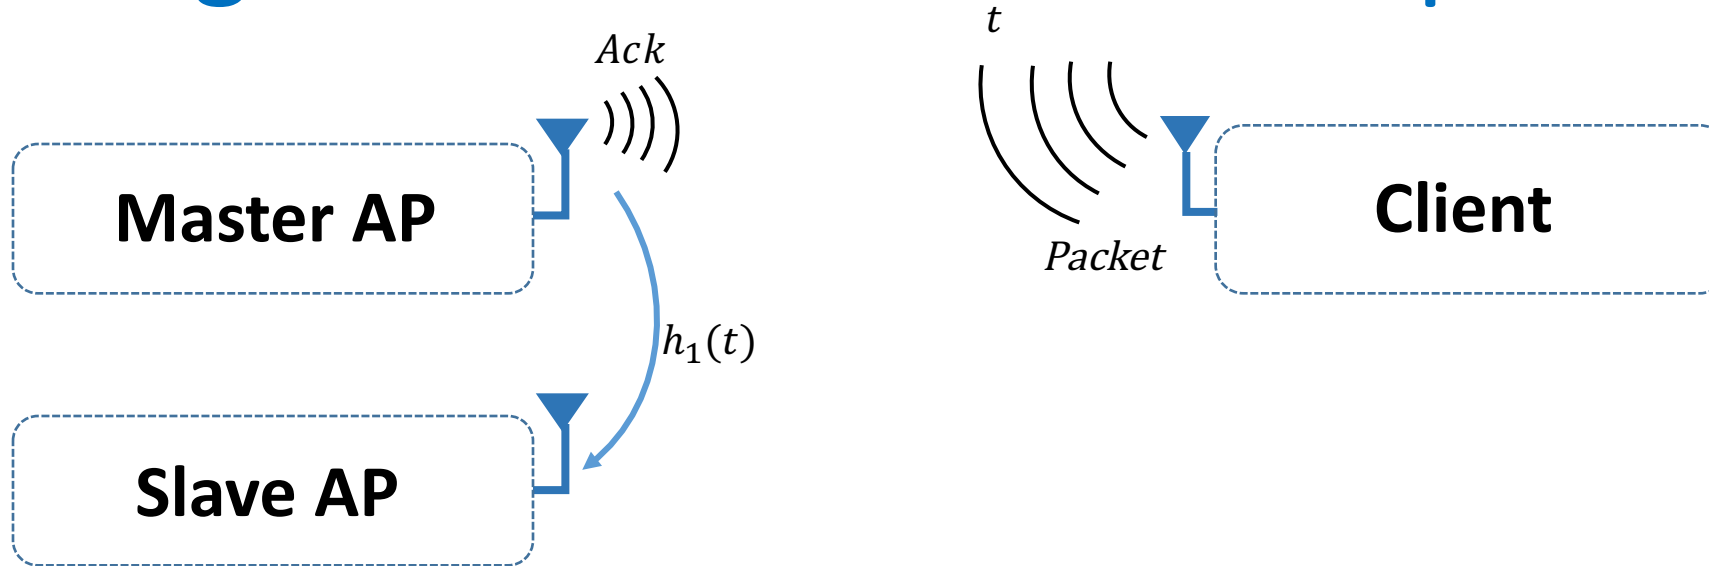 t
Ack
Master AP
Client
Packet
h₁(t)
Slave AP